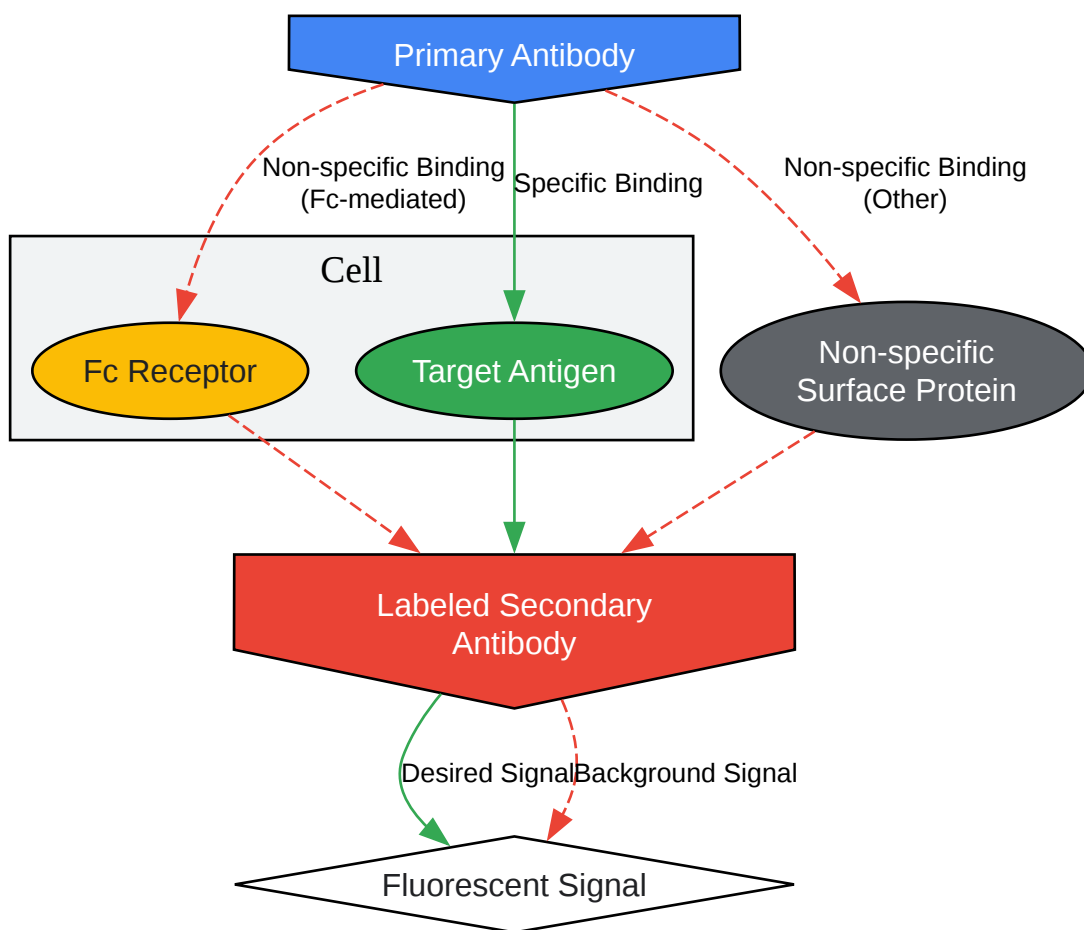 Primary Antibody
Non-specific Binding
(Fc-mediated)
Specific Binding
Non-specific Binding
(Other)
Cell
Fc Receptor
Target Antigen
Non-specific
Surface Protein
Labeled Secondary
Antibody
Desired Signal
Background Signal
Fluorescent Signal